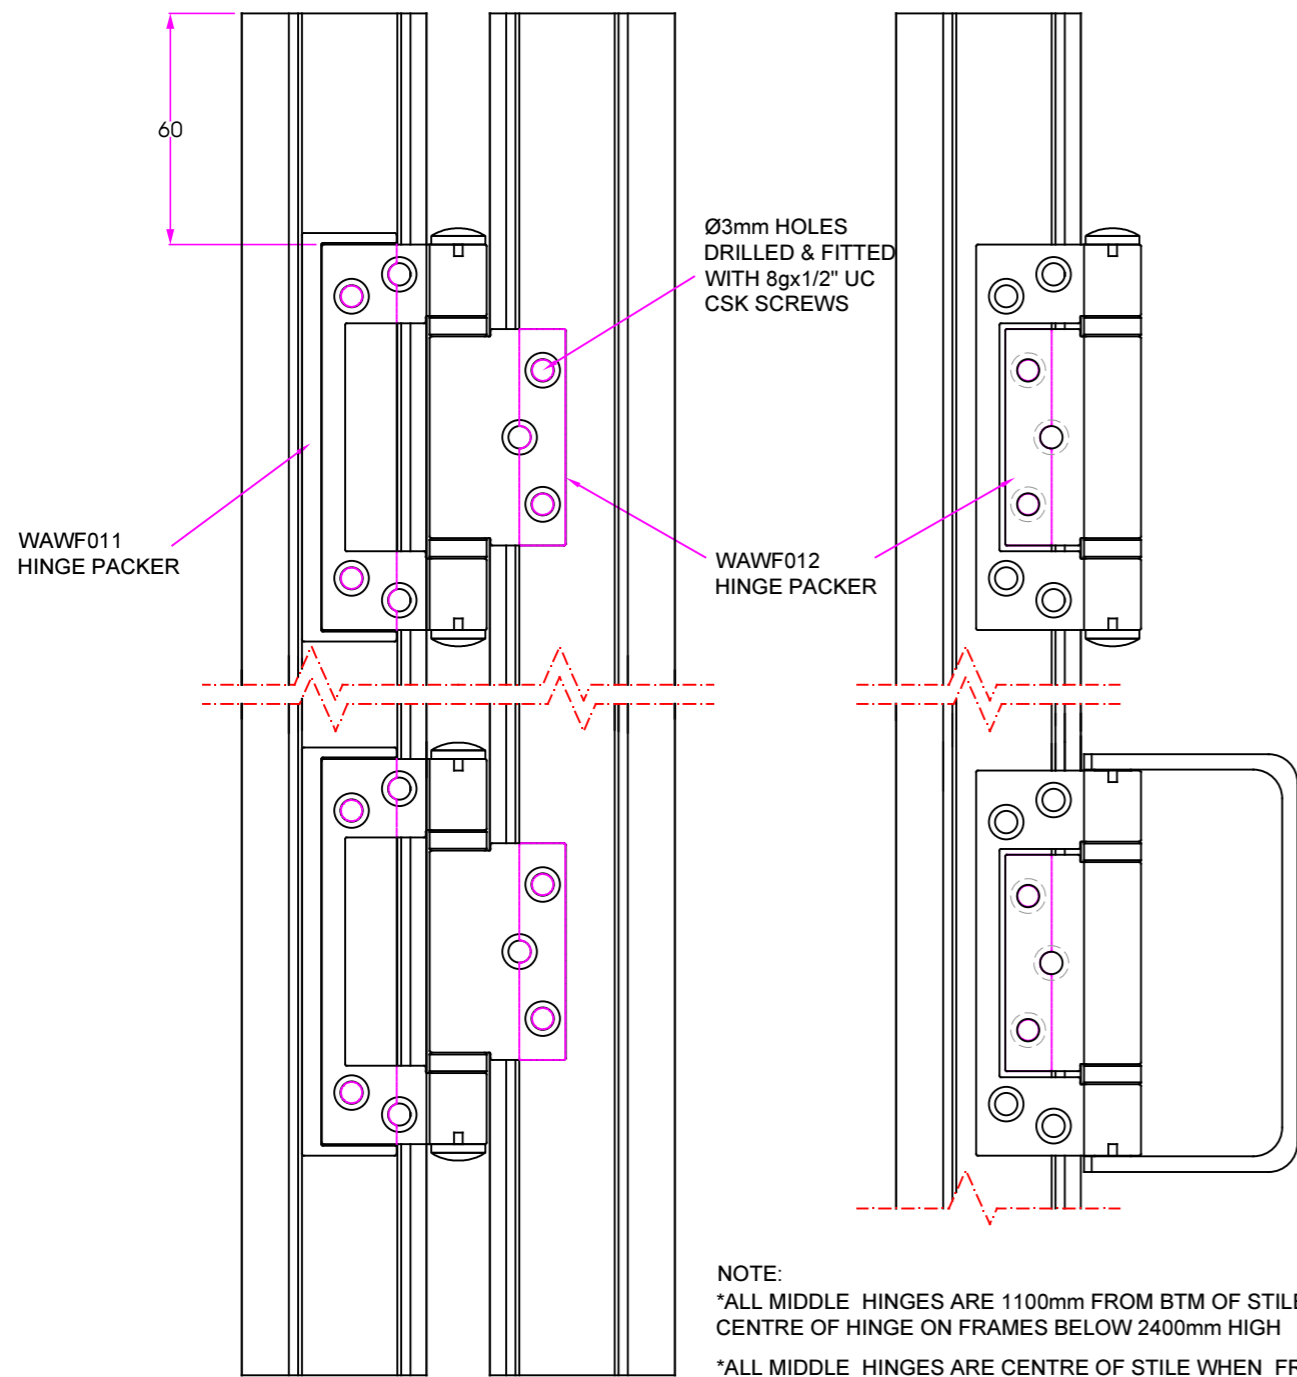 60
Ø3mm HOLES
DRILLED & FITTED
WITH 8gx1/2" UC
CSK SCREWS
WAWF011
HINGE PACKER
WAWF012
HINGE PACKER
NOTE:
*ALL MIDDLE HINGES ARE 1100mm FROM BTM OF STILE
CENTRE OF HINGE ON FRAMES BELOW 2400mm HIGH
*ALL MIDDLE HINGES ARE CENTRE OF STILE WHEN